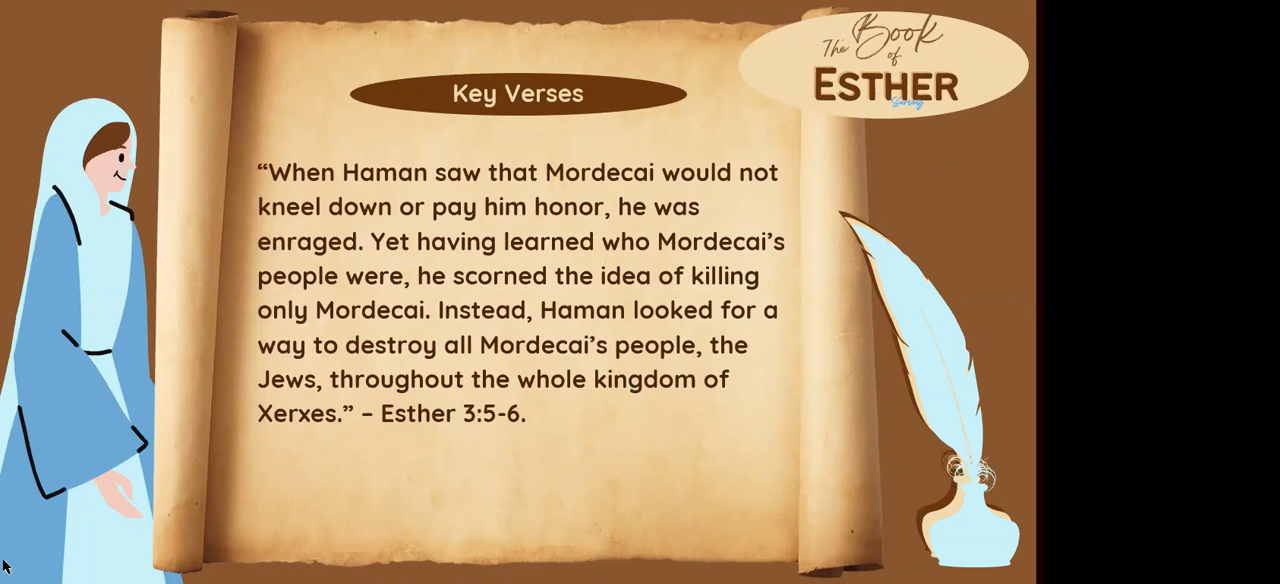 The Book
of
ESTHER
Survey
Key Verses
“When Haman saw that Mordecai would not
kneel down or pay him honor, he was
enraged. Yet having learned who Mordecai’s
people were, he scorned the idea of killing
only Mordecai. Instead, Haman looked for a
way to destroy all Mordecai’s people, the
Jews, throughout the whole kingdom of
Xerxes.” – Esther 3:5-6.